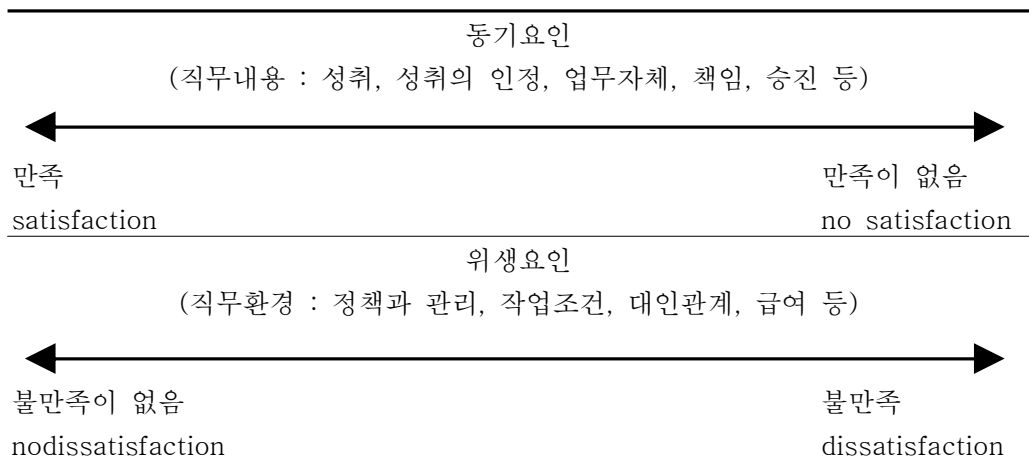 동기요인
(직무내용 : 성취, 성취의 인정, 업무자체, 책임, 승진 등)
만족 만족이 없음
satisfaction no satisfaction
위생요인
(직무환경 : 정책과 관리, 작업조건, 대인관계, 급여 등)
불만족이 없음 불만족
nodissatisfaction dissatisfaction